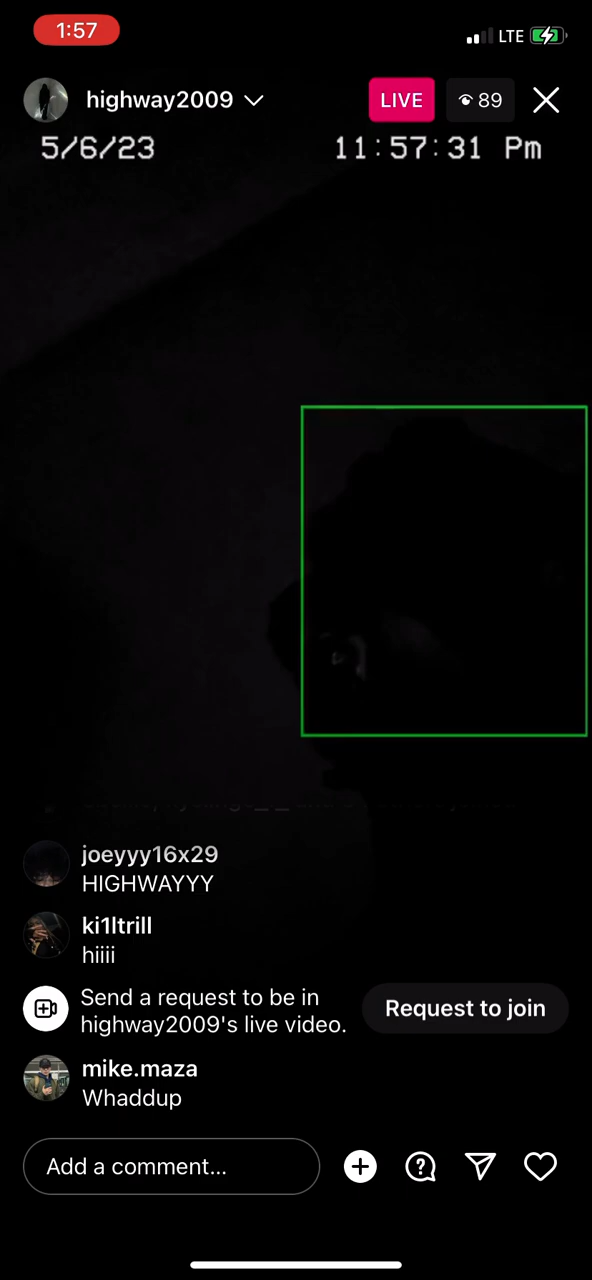 1:57
LTE
highway2009
LIVE
89
5/6/23
11:57:31 Pm
joeyyy16x29
HIGHWAYYY
ki1ltrill
hiiii
Send a request to be in
highway2009's live video.
Request to join
mike.maza
Whaddup
Add a comment...